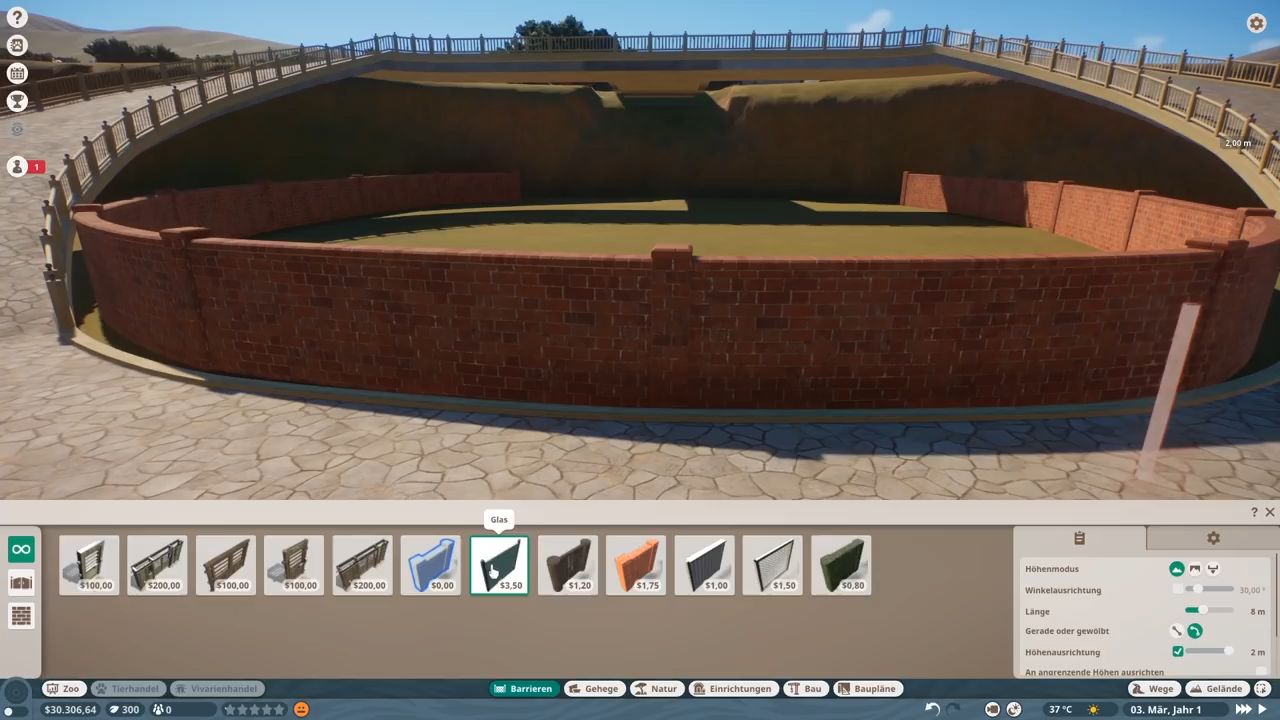 ?
1
2,00 m
Glas
?
$100,00
$200,00
$100,00
$100,00
$200,00
$0,00
$3,50
$1,20
$1,75
$1,00
$1,50
$0,80
Höhenmodus
Winkelausrichtung 30,00 °
Länge 8 m
Gerade oder gewölbt
Höhenausrichtung 2 m
An angrenzende Höhen ausrichten
Zoo Tierhandel Vivarienhandel Barrieren Gehege Natur Einrichtungen Bau Baupläne Wege Gelände
$30.306,64 300 0 37 °C 03. Mär, Jahr 1